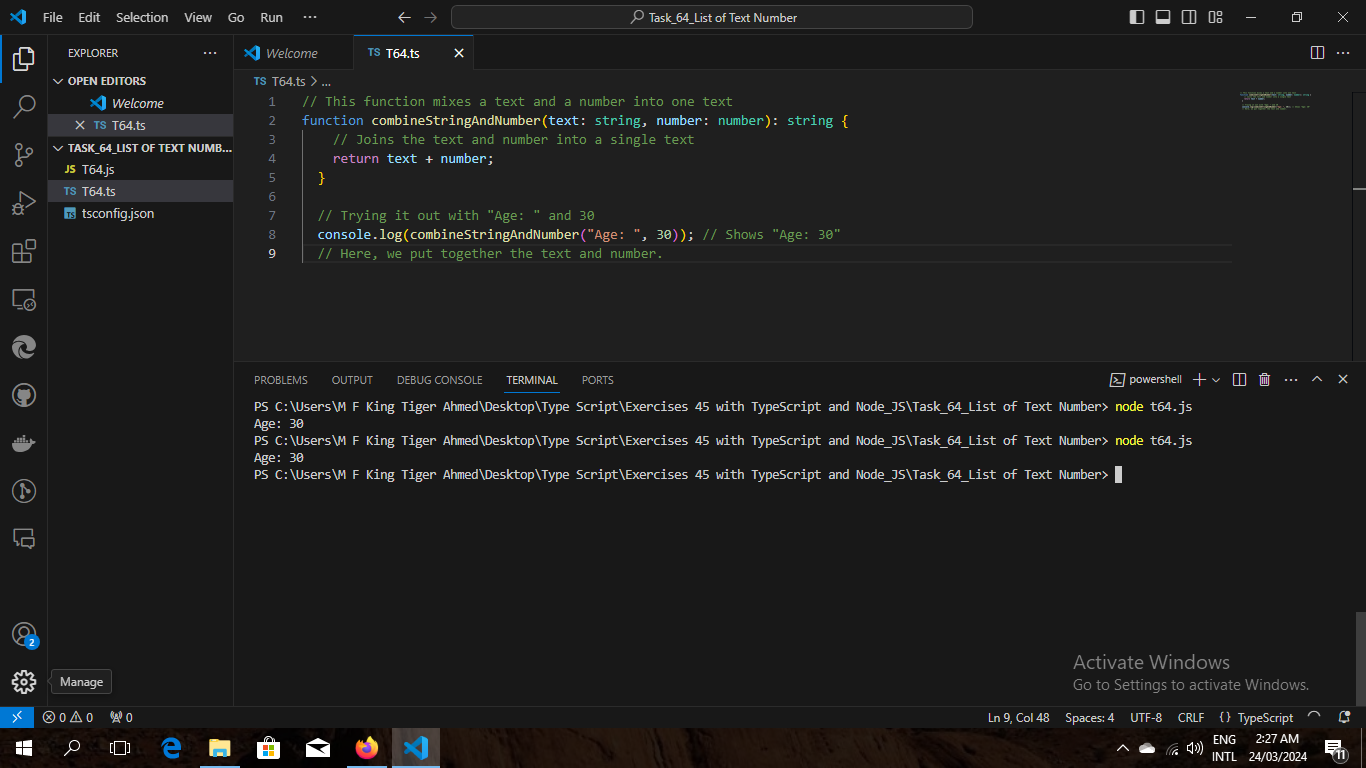 File Edit Selection View Go Run ··· Task_64_List of Text Number
EXPLORER ···
OPEN EDITORS
Welcome
TS T64.ts
TASK_64_LIST OF TEXT NUMB...
JS T64.js
TS T64.ts
TS tsconfig.json
Welcome TS T64.ts
TS T64.ts > ...
1 // This function mixes a text and a number into one text
2 function combineStringAndNumber(text: string, number: number): string {
3 // Joins the text and number into a single text
4 return text + number;
5 }
6
7 // Trying it out with "Age: " and 30
8 console.log(combineStringAndNumber("Age: ", 30)); // Shows "Age: 30"
9 // Here, we put together the text and number.
PROBLEMS OUTPUT DEBUG CONSOLE TERMINAL PORTS powershell
PS C:\Users\M F King Tiger Ahmed\Desktop\Type Script\Exercises 45 with TypeScript and Node_JS\Task_64_List of Text Number> node t64.js
Age: 30
PS C:\Users\M F King Tiger Ahmed\Desktop\Type Script\Exercises 45 with TypeScript and Node_JS\Task_64_List of Text Number> node t64.js
Age: 30
PS C:\Users\M F King Tiger Ahmed\Desktop\Type Script\Exercises 45 with TypeScript and Node_JS\Task_64_List of Text Number>
2
Manage
Activate Windows
Go to Settings to activate Windows.
0 0 0 Ln 9, Col 48 Spaces: 4 UTF-8 CRLF {} TypeScript
ENG 2:27 AM
INTL 24/03/2024 11